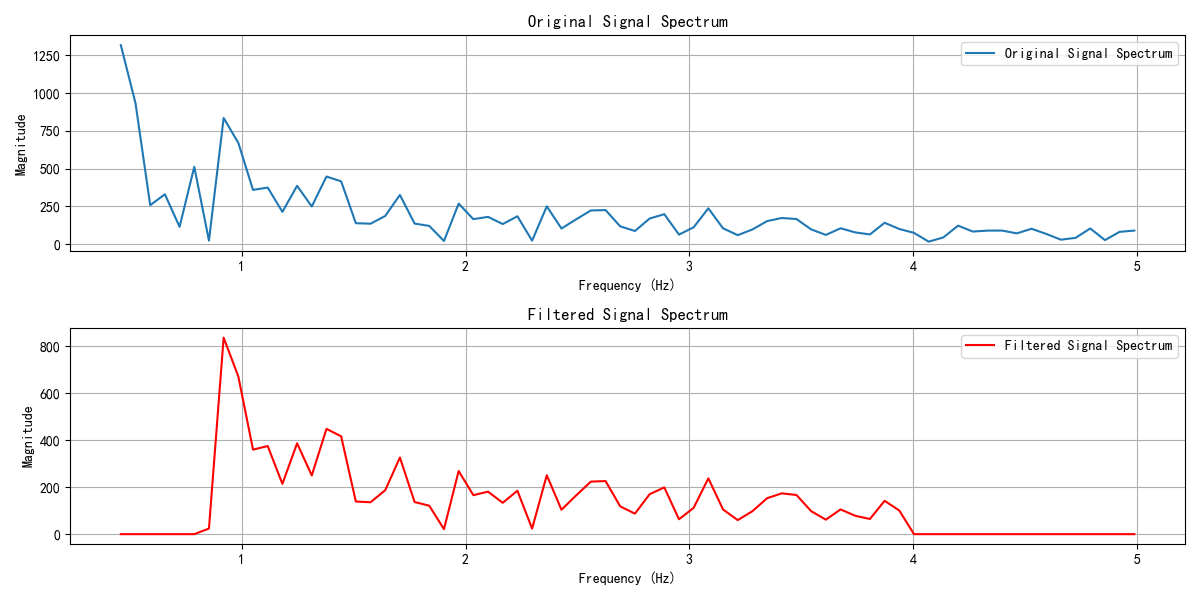 Original Signal Spectrum
Original Signal Spectrum
Magnitude
1250
1000
750
500
250
0
1 2 3 4 5
Frequency (Hz)
Filtered Signal Spectrum
Filtered Signal Spectrum
Magnitude
800
600
400
200
0
1 2 3 4 5
Frequency (Hz)